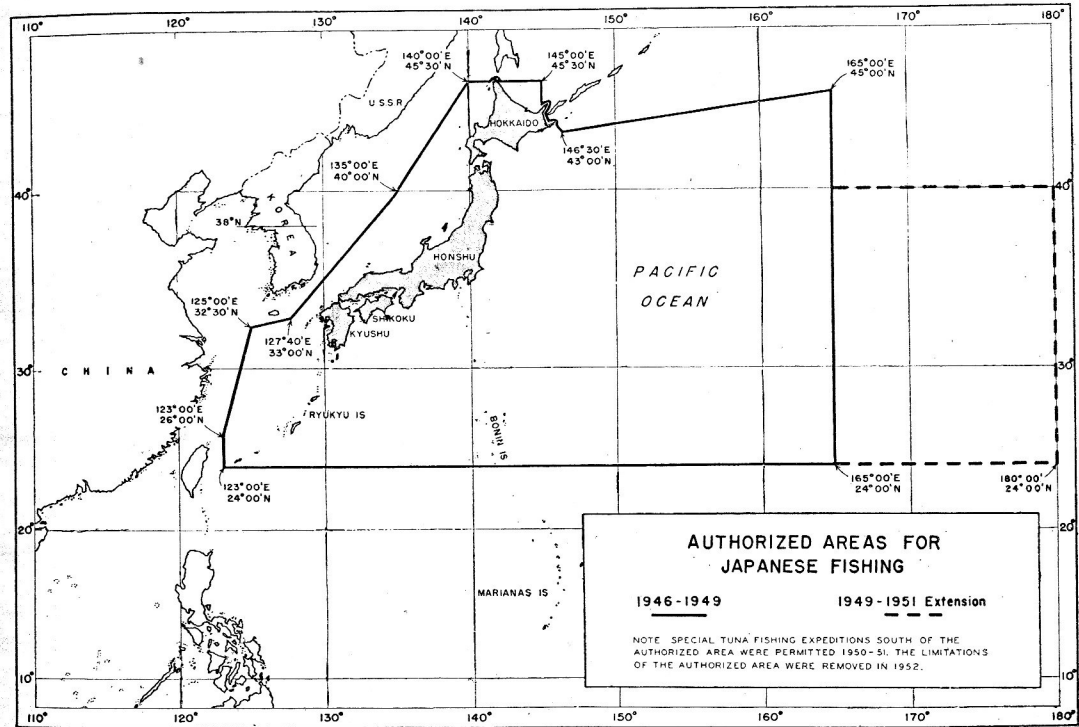 110° 120° 130° 140° 150° 160° 170° 180°
140°00'E
45°30'N
145°00'E
45°30'N
165°00'E
45°00'N
U.S.S.R.
HOKKAIDO
146°30'E
43°00'N
135°00'E
40°00'N
40°
40°
KOREA
38°N
HONSHU
PACIFIC
OCEAN
125°00'E
32°30'N
SHIKOKU
KYUSHU
127°40'E
33°00'N
30°
30°
CHINA
123°00'E
26°00'N
RYUKYU IS
BONIN IS
123°00'E
24°00'N
165°00'E
24°00'N
180°00'
24°00'N
20°
20°
AUTHORIZED AREAS FOR
JAPANESE FISHING
1946-1949 1949-1951 Extension
NOTE SPECIAL TUNA FISHING EXPEDITIONS SOUTH OF THE
AUTHORIZED AREA WERE PERMITTED 1950-51. THE LIMITATIONS
OF THE AUTHORIZED AREA WERE REMOVED IN 1952.
MARIANAS IS
10°
10°
110° 120° 130° 140° 150° 160° 170° 180°